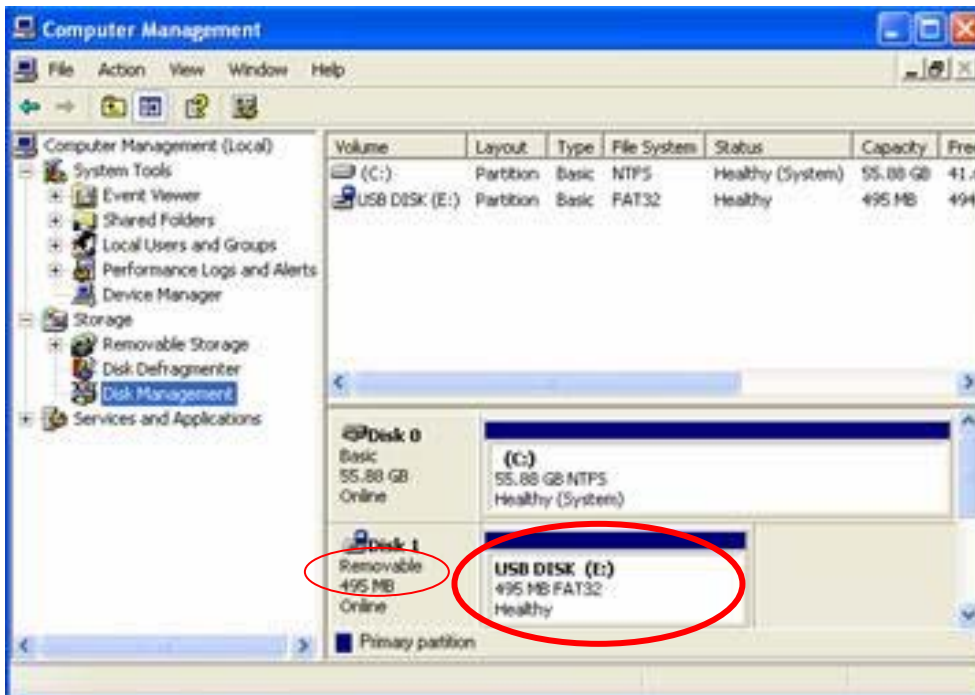 Computer Management
File Action View Window Help
Computer Management (Local)
System Tools
Event Viewer
Shared Folders
Local Users and Groups
Performance Logs and Alerts
Device Manager
Storage
Removable Storage
Disk Defragmenter
Disk Management
Services and Applications
Volume Layout Type File System Status Capacity
(C:) Partition Basic NTFS Healthy (System) 55.88 GB
USB DISK (E:) Partition Basic FAT32 Healthy 495 MB 494
Disk 0
Basic
55.88 GB
Online
(C:)
55.88 GB NTFS
Healthy (System)
Disk 1
Removable
495 MB
Online
USB DISK (E:)
495 MB FAT32
Healthy
Primary partition